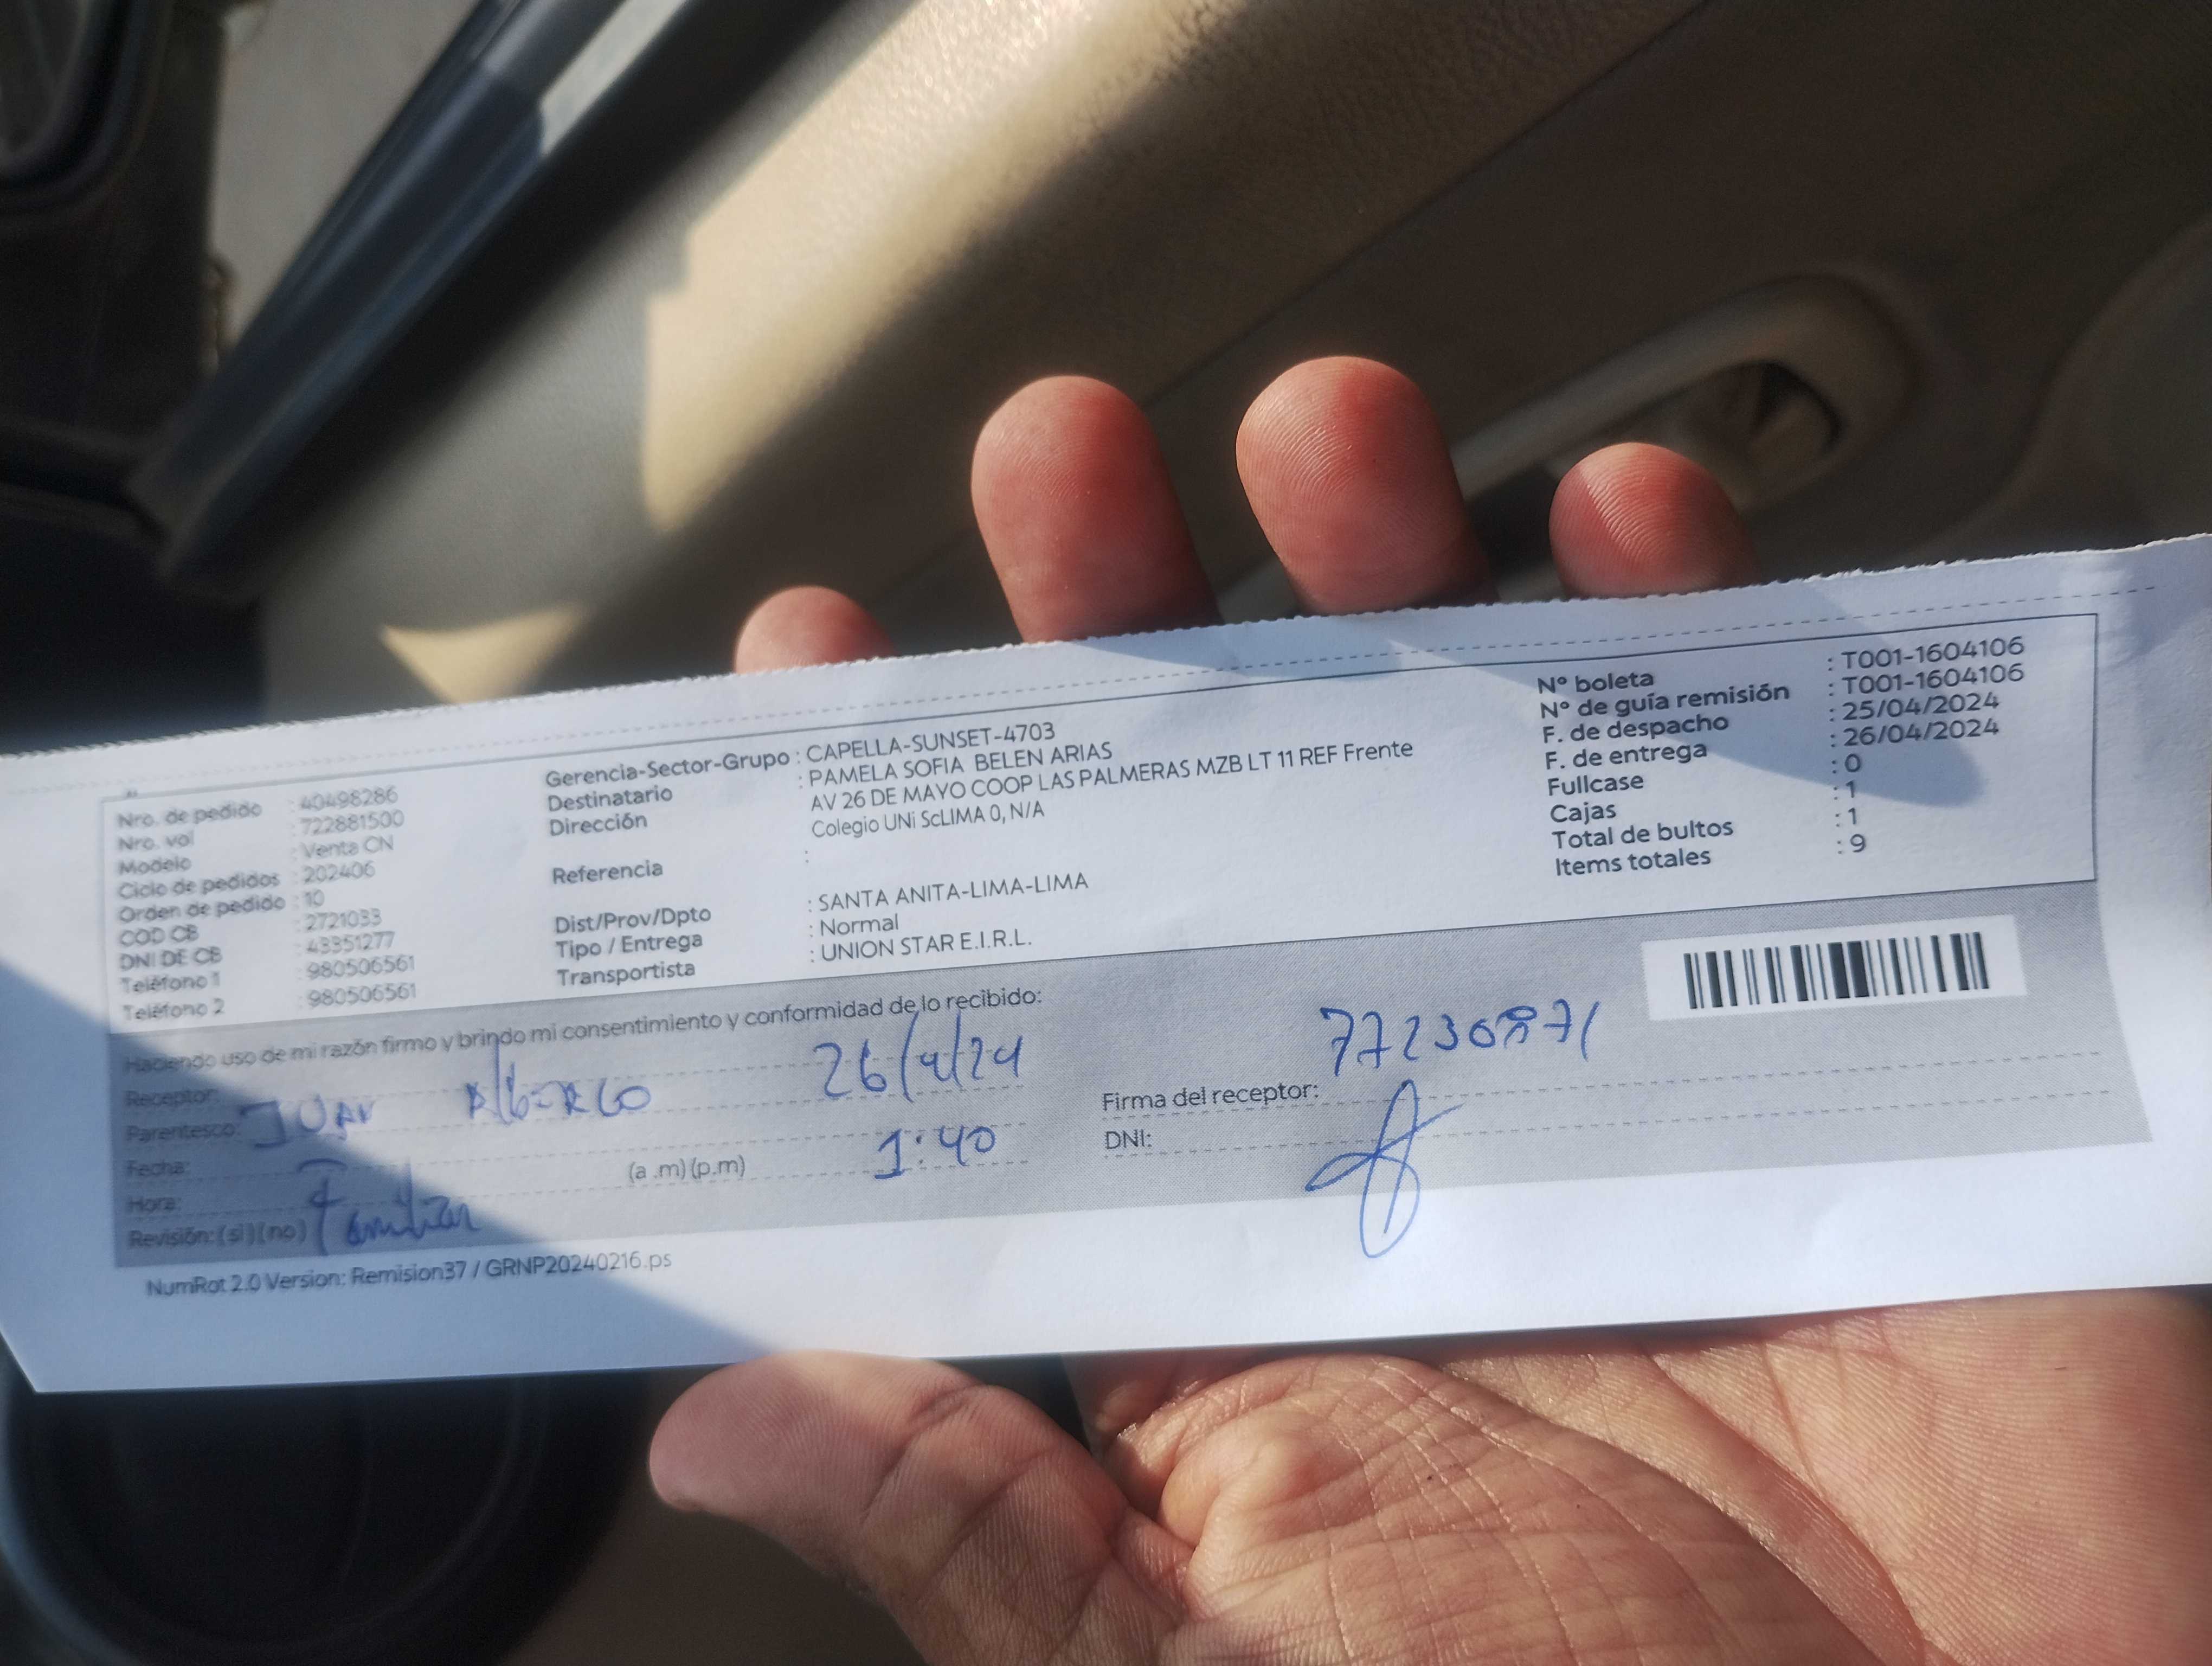 Nro. de pedido : 40498286
Nro. vol : 722881500
Modelo : Venta CN
Ciclo de pedidos : 202406
Orden de pedido : 10
COD CB : 2721033
DNI DE CB : 43351277
Teléfono 1 : 980506561
Teléfono 2 : 980506561
Gerencia-Sector-Grupo : CAPELLA-SUNSET-4703
Destinatario : PAMELA SOFIA BELEN ARIAS
Dirección AV 26 DE MAYO COOP LAS PALMERAS MZB LT 11 REF Frente
Colegio UNi ScLIMA 0, N/A
Referencia :
Dist/Prov/Dpto : SANTA ANITA-LIMA-LIMA
Tipo / Entrega : Normal
Transportista : UNION STAR E.I.R.L.
N° boleta : T001-1604106
N° de guía remisión : T001-1604106
F. de despacho : 25/04/2024
F. de entrega : 26/04/2024
Fullcase : 0
Cajas : 1
Total de bultos : 1
Items totales : 9
Haciendo uso de mi razón firmo y brindo mi consentimiento y conformidad de lo recibido:
Receptor:
Parentesco: JUAN 26/4/24
Fecha:
Hora: (a .m) (p.m) 1:40
Revisión: (si) (no) Familiar
Firma del receptor:
DNI:
NumRot 2.0 Version: Remision37 / GRNP20240216.ps